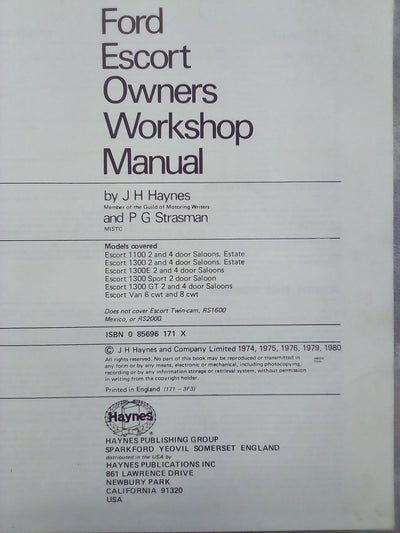 Ford
Escort
Owners
Workshop
Manual
by J H Haynes
Member of the Guild of Motoring Writers
and P G Strasman
MISTC
Models covered
Escort 1100 2 and 4 door Saloons. Estate
Escort 1300 2 and 4 door Saloons. Estate
Escort 1300E 2 and 4 door Saloons
Escort 1300 Sport 2 door Saloon
Escort 1300 GT 2 and 4 door Saloons
Escort Van 6 cwt and 8 cwt
Does not cover Escort Twin-cam, RS1600
Mexico, or RS2000.
ISBN 0 85696 171 X
© J H Haynes and Company Limited 1974, 1975, 1976, 1979, 1980
All rights reserved. No part of this book may be reproduced or transmitted in
any form or by any means, electronic or mechanical, including photocopying,
recording or by any information storage or retrieval system, without permission
in writing from the copyright holder.
Printed in England (171 - 3F3)
Haynes
HAYNES PUBLISHING GROUP
SPARKFORD YEOVIL SOMERSET ENGLAND
distributed in the USA by
HAYNES PUBLICATIONS INC
861 LAWRENCE DRIVE
NEWBURY PARK
CALIFORNIA 91320
USA